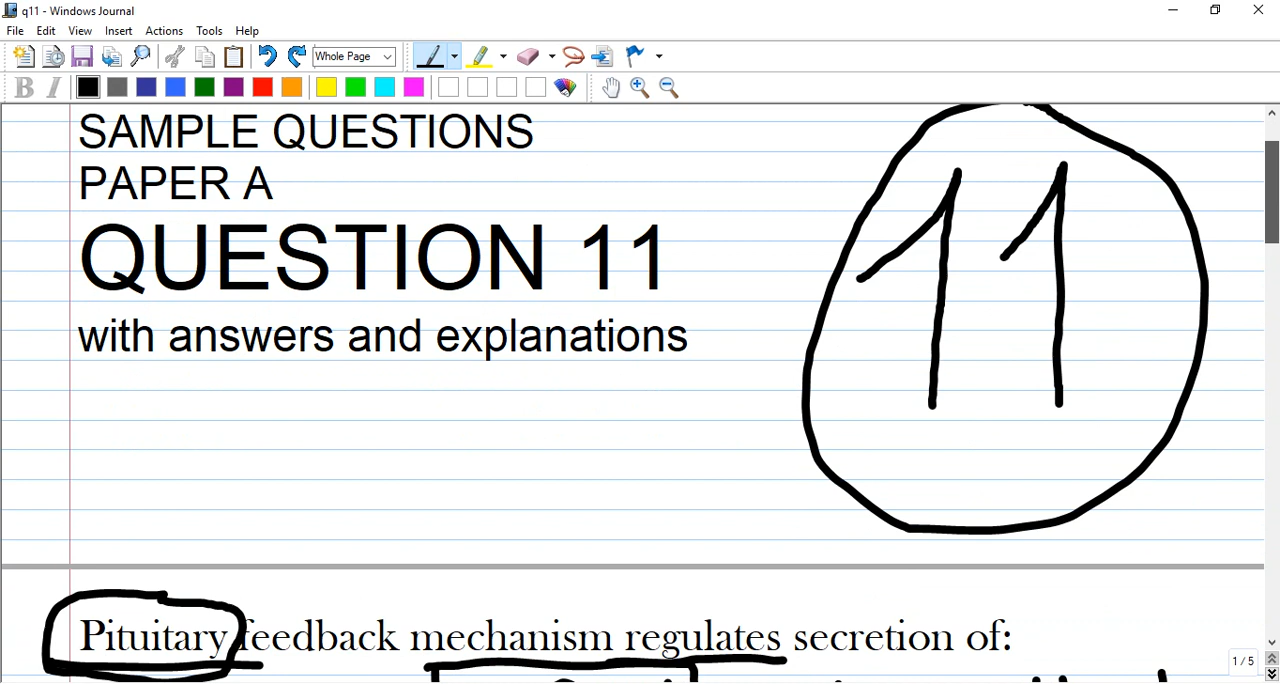 q11 - Windows Journal
File Edit View Insert Actions Tools Help
Whole Page
B I
SAMPLE QUESTIONS
PAPER A
QUESTION 11
with answers and explanations
11
Pituitary feedback mechanism regulates secretion of:
1 / 5